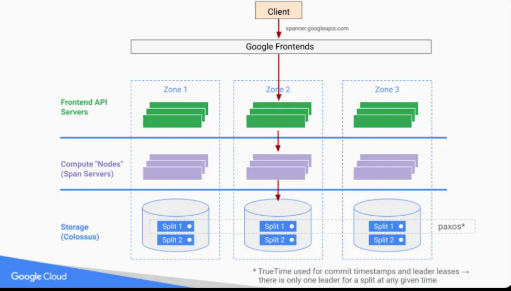 Client
spanner.googleapis.com
Google Frontends
Zone 1
Zone 2
Zone 3
Frontend API
Servers
Compute "Nodes"
(Span Servers)
Storage
(Colossus)
Split 1
Split 2
Split 1
Split 2
Split 1
Split 2
paxos*
Google Cloud
* TrueTime used for commit timestamps and leader leases →
there is only one leader for a split at any given time